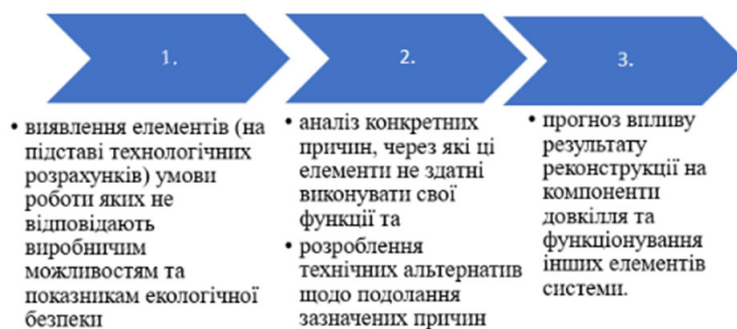 1.
• виявлення елементів (на
підставі технологічних
розрахунків) умови
роботи яких не
відповідають
виробничим
можливостям та
показникам екологічної
безпеки
2.
• аналіз конкретних
причин, через які ці
елементи не здатні
виконувати свої
функції та
• розроблення
технічних альтернатив
щодо подолання
зазначених причин
3.
• прогноз впливу
результату
реконструкції на
компоненти
довкілля та
функціонування
інших елементів
системи.